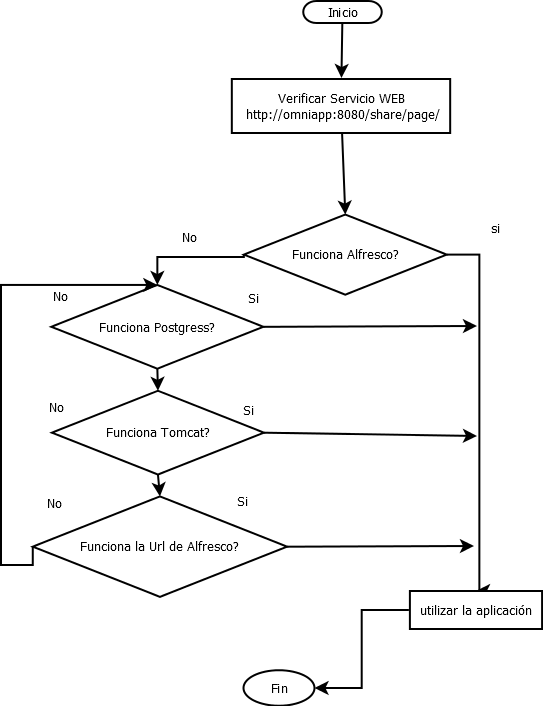 Inicio
Verificar Servicio WEB
http://omniapp:8080/share/page/
si
No
Funciona Alfresco?
No
Si
Funciona Postgress?
No
Si
Funciona Tomcat?
No
Si
Funciona la Url de Alfresco?
utilizar la aplicación
Fin